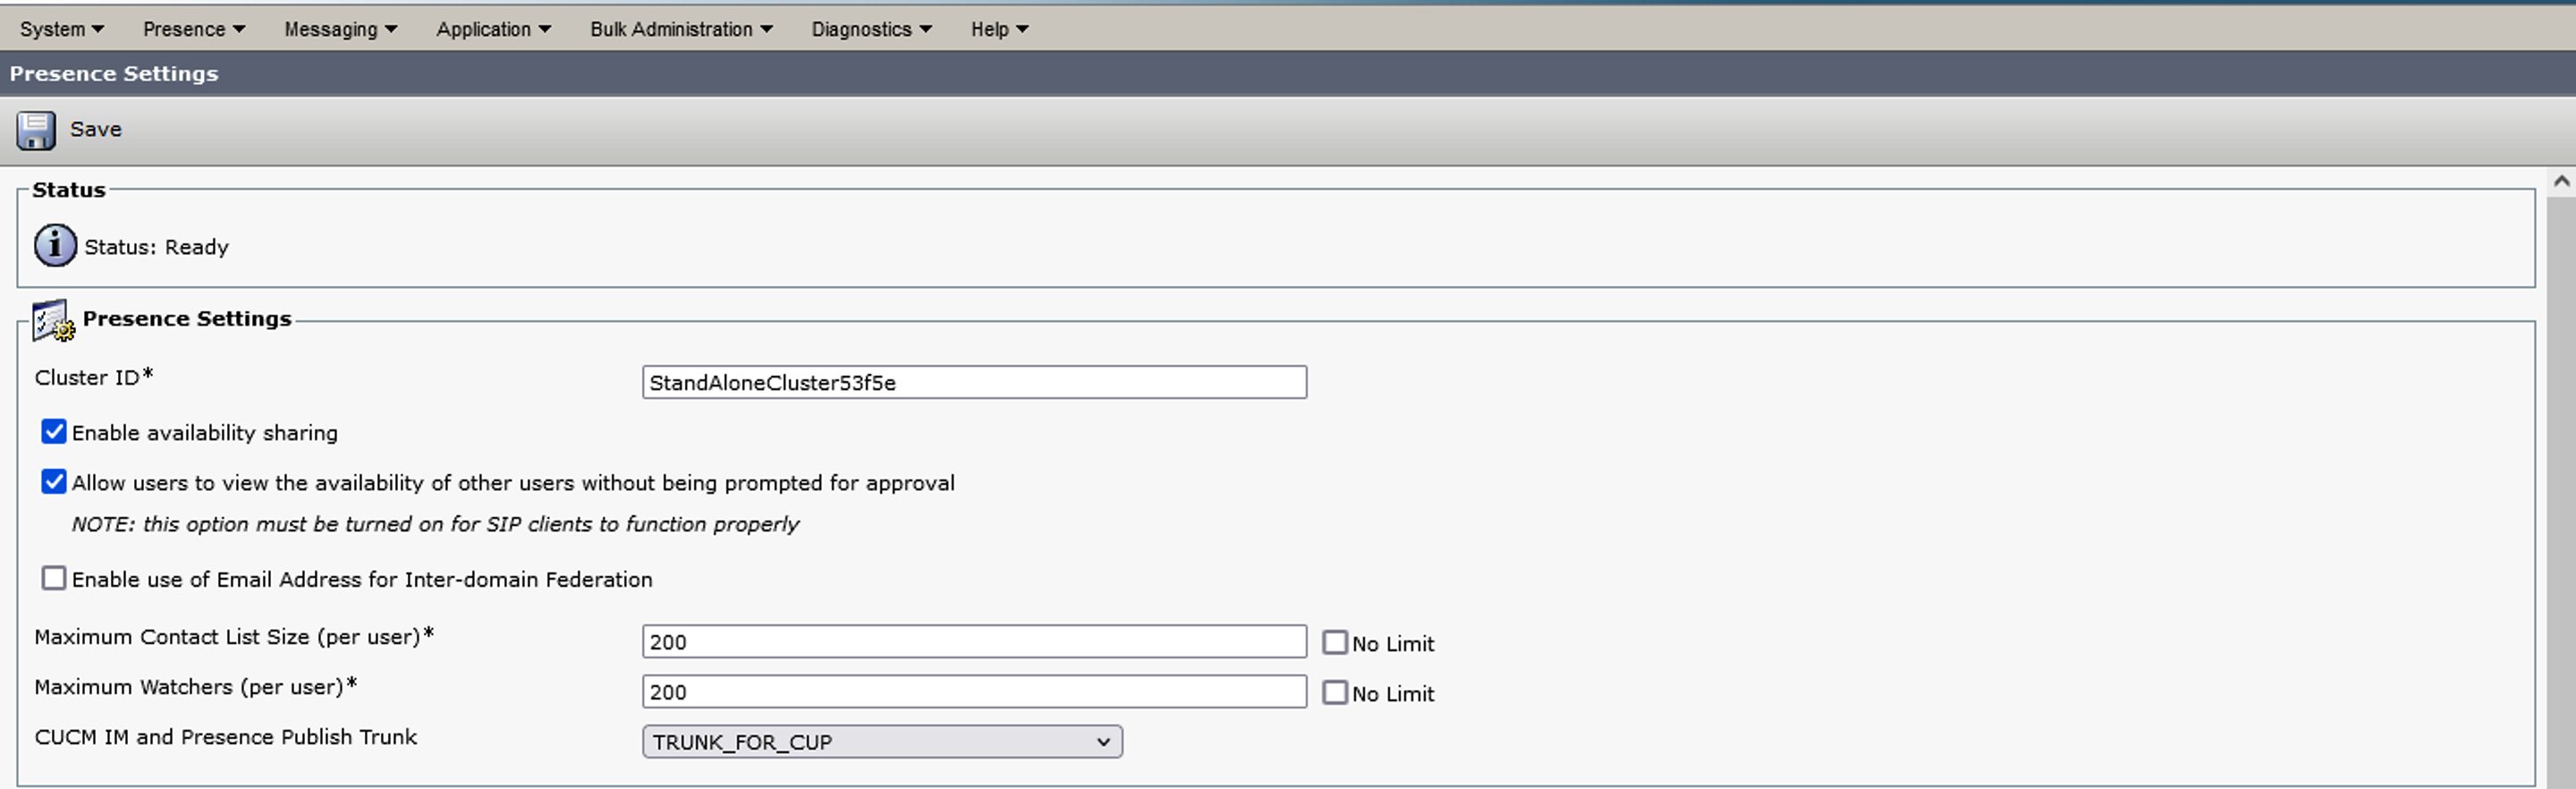 System Presence Messaging Application Bulk Administration Diagnostics Help
Presence Settings
Save
Status
i Status: Ready
Presence Settings
Cluster ID* StandAloneCluster53f5e
Enable availability sharing
Allow users to view the availability of other users without being prompted for approval
NOTE: this option must be turned on for SIP clients to function properly
Enable use of Email Address for Inter-domain Federation
Maximum Contact List Size (per user)* 200 No Limit
Maximum Watchers (per user)* 200 No Limit
CUCM IM and Presence Publish Trunk TRUNK_FOR_CUP